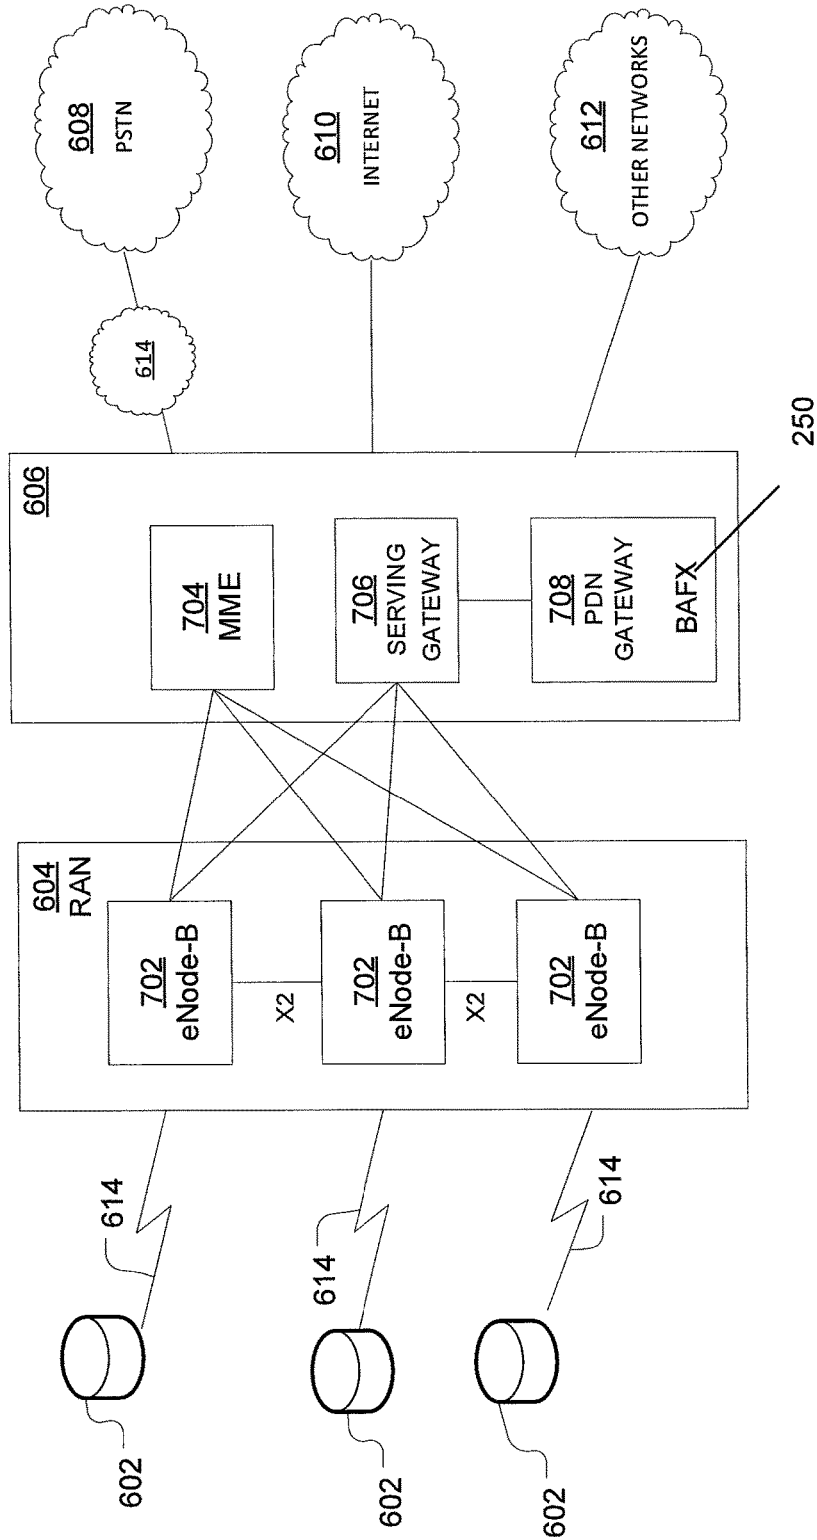 602
602
602
614
614
614
604
RAN
702
eNode-B
X2
702
eNode-B
X2
702
eNode-B
606
704
MME
706
SERVING
GATEWAY
708
PDN
GATEWAY
BAFX
250
614
608
PSTN
610
INTERNET
612
OTHER NETWORKS